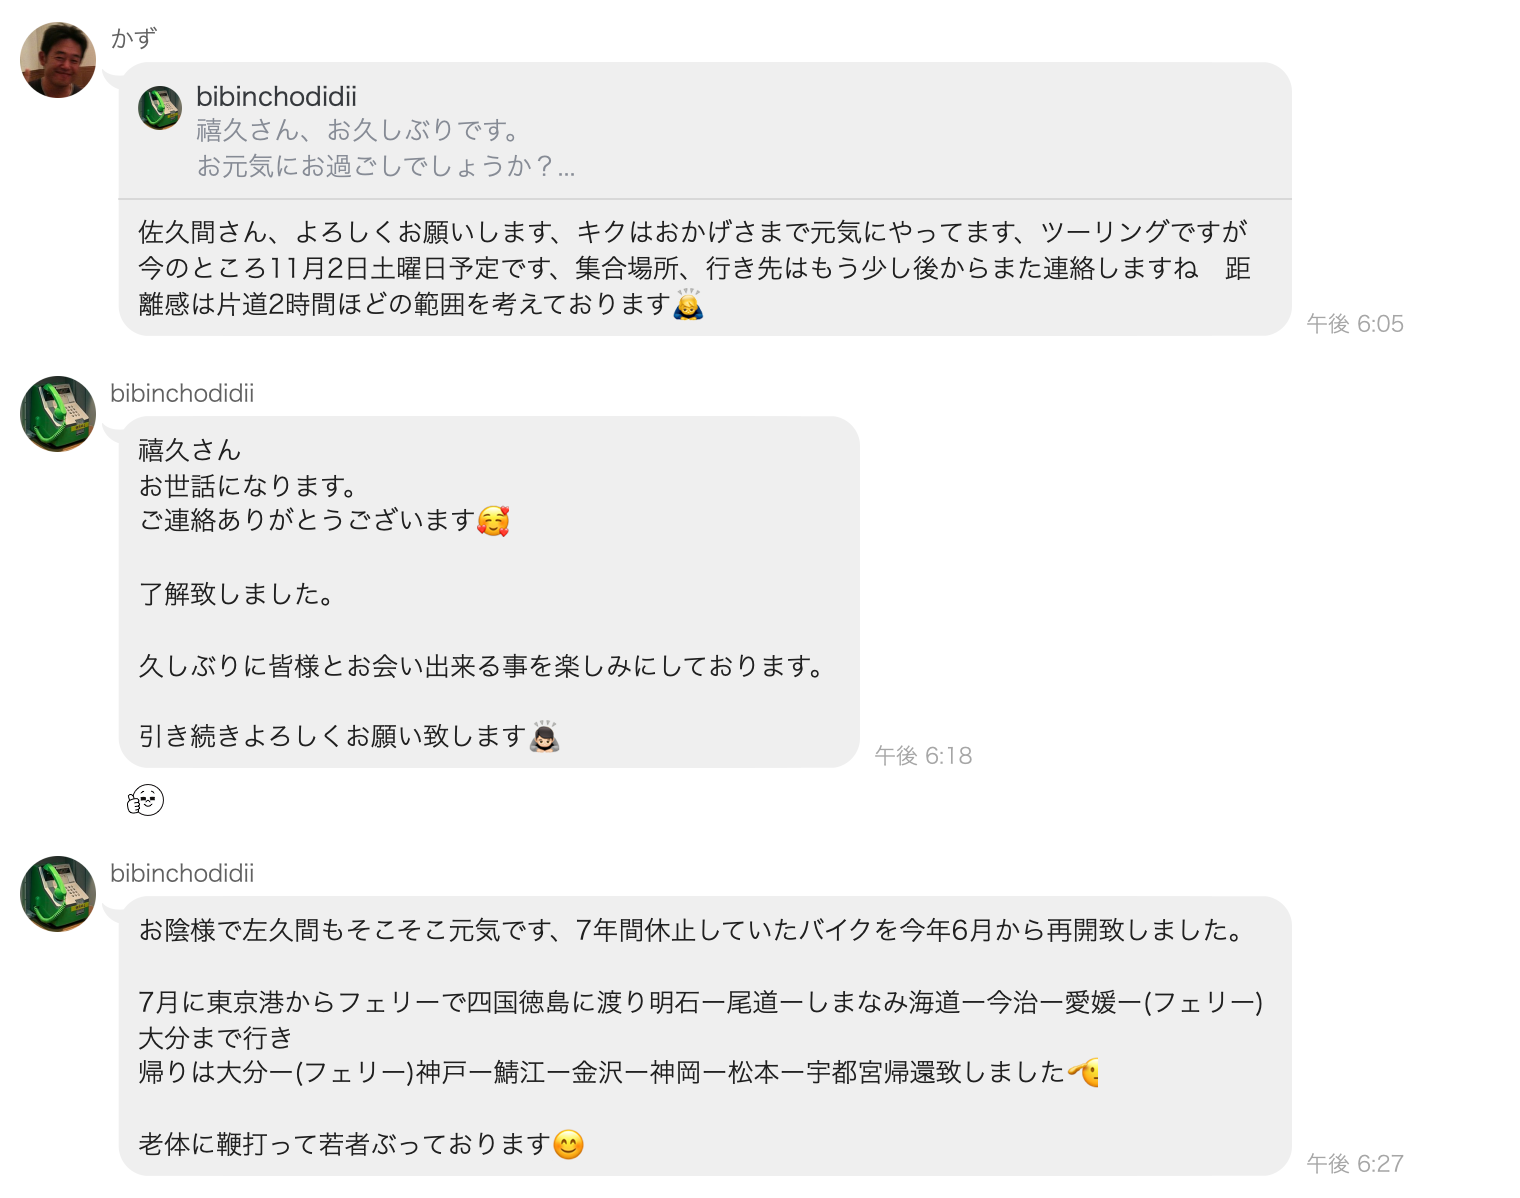 かず
bibinchodidii
禧久さん、お久しぶりです。
お元気にお過ごしでしょうか？...
佐久間さん、よろしくお願いします、キクはおかげさまで元気にやってます、ツーリングですが
今のところ11月2日土曜日予定です、集合場所、行き先はもう少し後からまた連絡しますね　距
離感は片道2時間ほどの範囲を考えております🙇
午後 6:05
bibinchodidii
禧久さん
お世話になります。
ご連絡ありがとうございます🥰
了解致しました。
久しぶりに皆様とお会い出来る事を楽しみにしております。
引き続きよろしくお願い致します🙇🏻
午後 6:18
bibinchodidii
お陰様で左久間もそこそこ元気です、7年間休止していたバイクを今年6月から再開致しました。
7月に東京港からフェリーで四国徳島に渡り明石ー尾道ーしまなみ海道ー今治ー愛媛ー(フェリー)
大分まで行き
帰りは大分ー(フェリー)神戸ー鯖江ー金沢ー神岡ー松本ー宇都宮帰還致しました🫡
老体に鞭打って若者ぶっております😊
午後 6:27